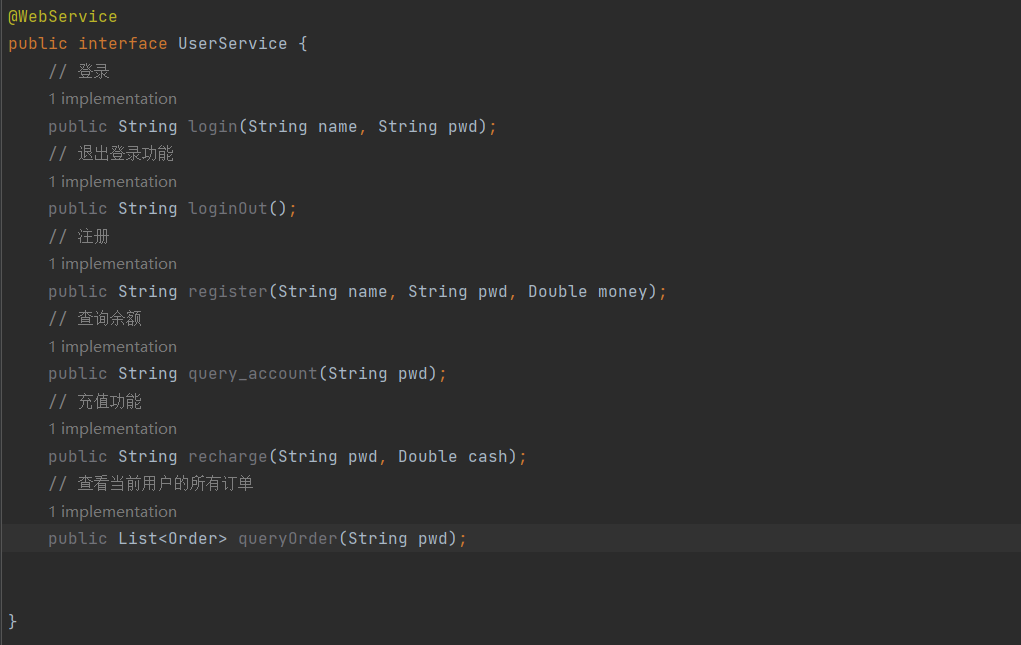 @WebService
public interface UserService {
// 登录
1 implementation
public String login(String name, String pwd);
// 退出登录功能
1 implementation
public String loginOut();
// 注册
1 implementation
public String register(String name, String pwd, Double money);
// 查询余额
1 implementation
public String query_account(String pwd);
// 充值功能
1 implementation
public String recharge(String pwd, Double cash);
// 查看当前用户的所有订单
1 implementation
public List<Order> queryOrder(String pwd);
}